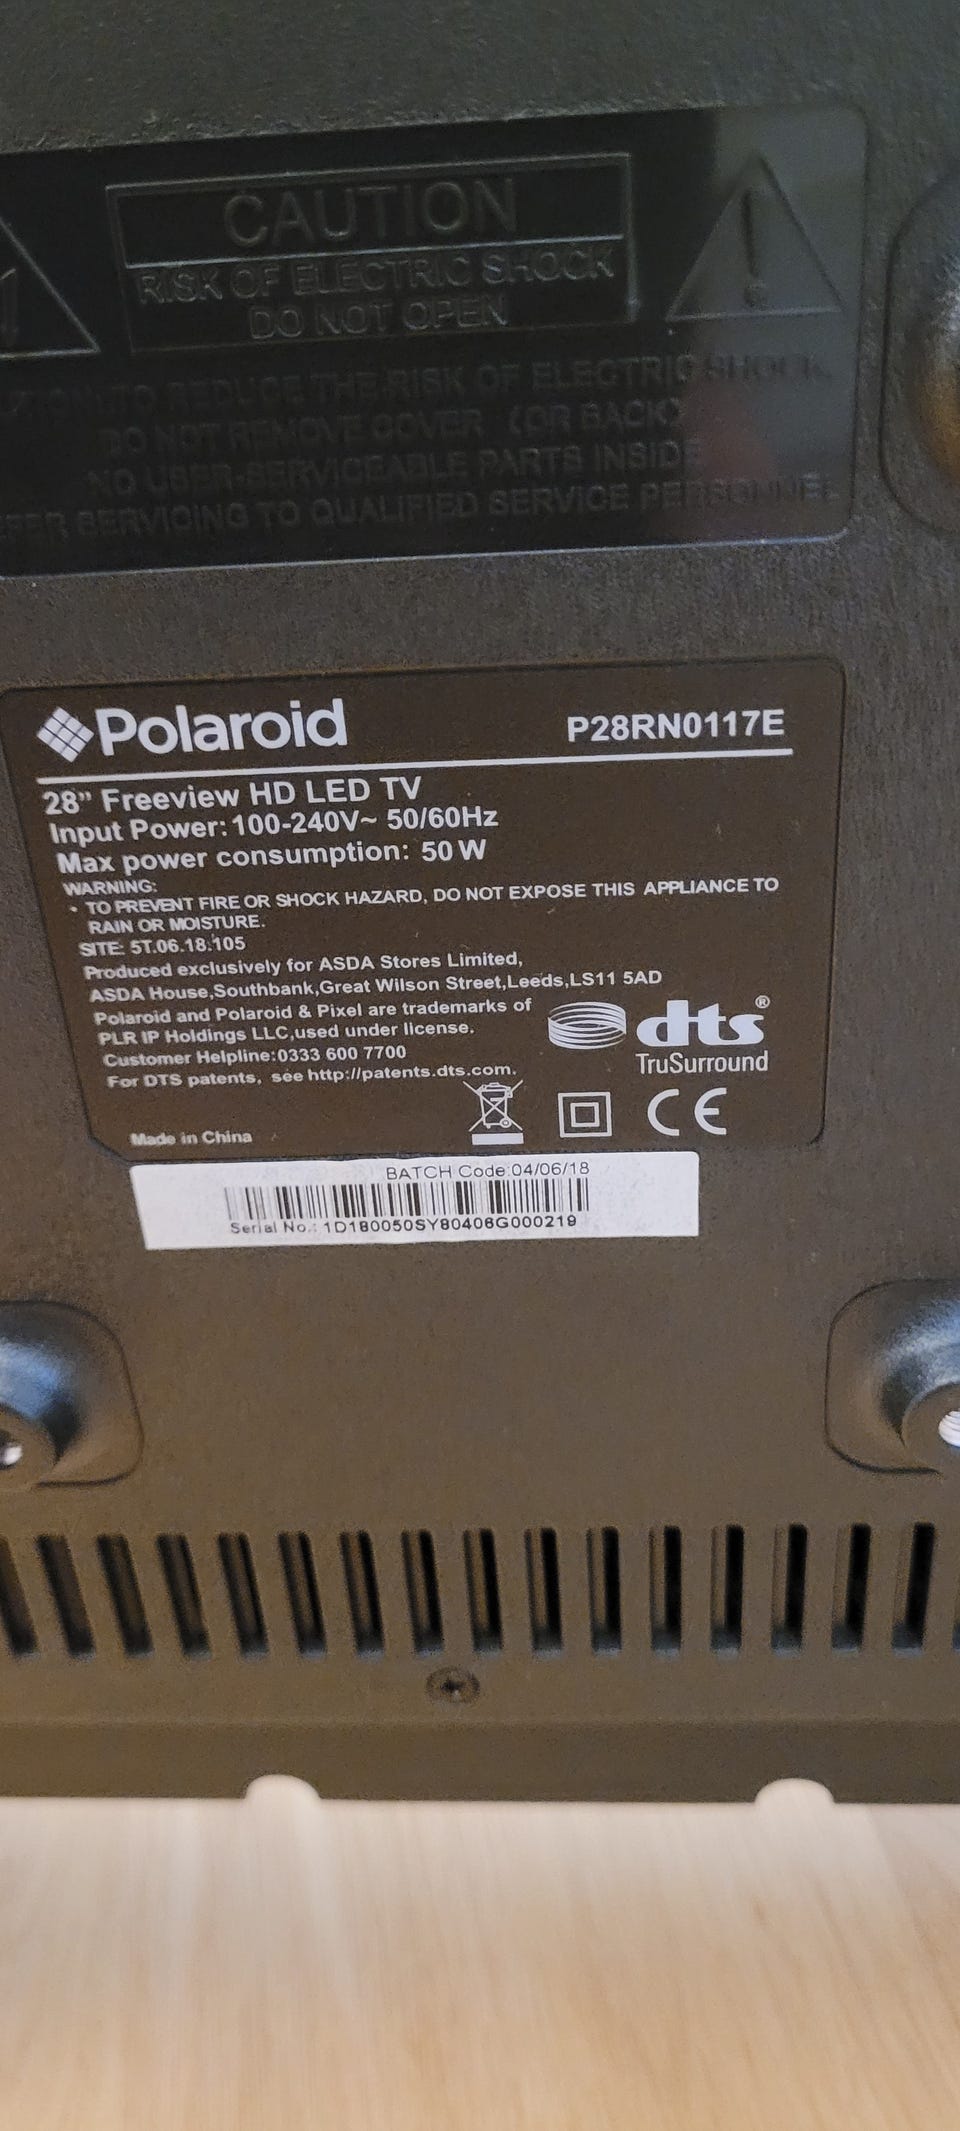 CAUTION
RISK OF ELECTRIC SHOCK
DO NOT OPEN
TO REDUCE THE RISK OF ELECTRIC SHOCK,
DO NOT REMOVE COVER (OR BACK)
NO USER-SERVICEABLE PARTS INSIDE
SERVICING TO QUALIFIED SERVICE PERSONNEL
Polaroid P28RN0117E
28” Freeview HD LED TV
Input Power: 100-240V~ 50/60Hz
Max power consumption: 50 W
WARNING:
• TO PREVENT FIRE OR SHOCK HAZARD, DO NOT EXPOSE THIS APPLIANCE TO
RAIN OR MOISTURE.
SITE: 5T.06.18.105
Produced exclusively for ASDA Stores Limited,
ASDA House,Southbank,Great Wilson Street,Leeds,LS11 5AD
Polaroid and Polaroid & Pixel are trademarks of
PLR IP Holdings LLC,used under license.
Customer Helpline:0333 600 7700
For DTS patents, see http://patents.dts.com.
dts®
TruSurround
CE
Made in China
BATCH Code:04/06/18
Serial No.: 1D180050SY80406G000219